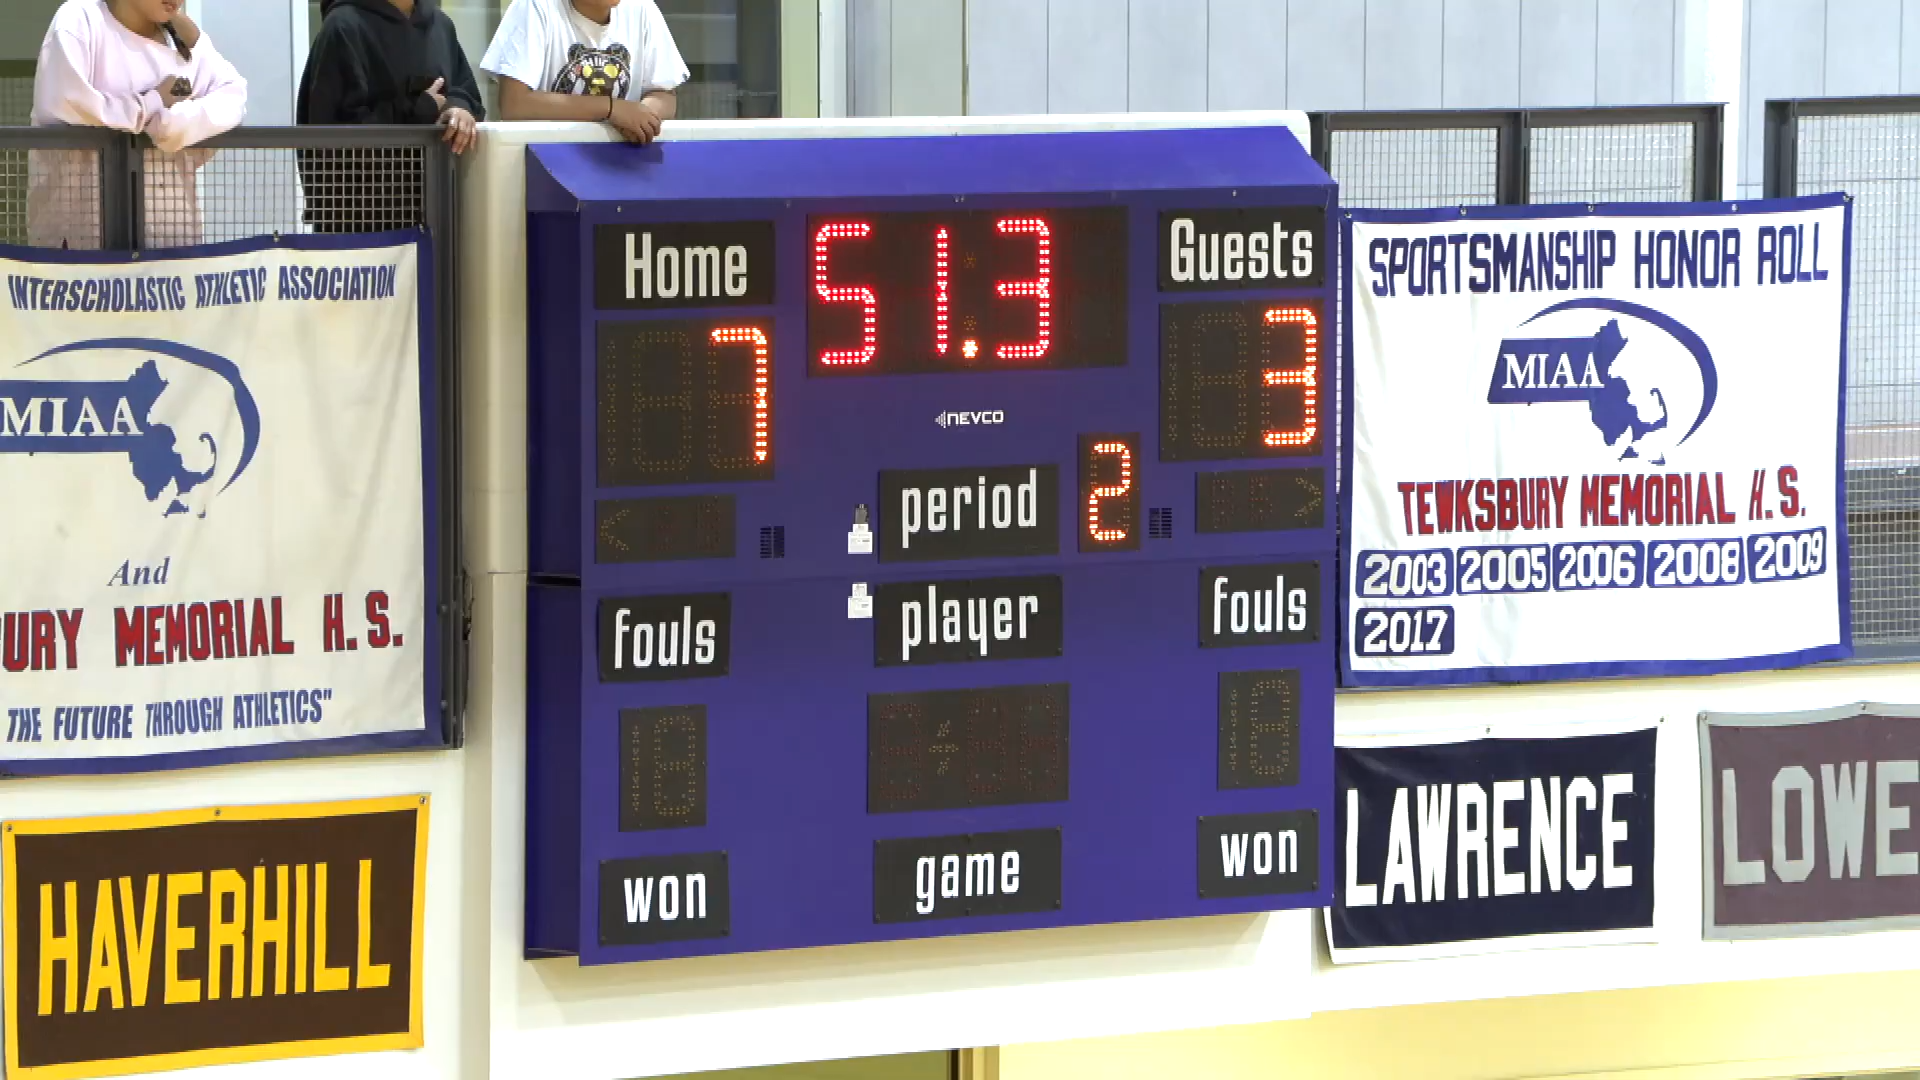 INTERSCHOLASTIC ATHLETIC ASSOCIATION
MIAA
And
URY MEMORIAL H. S.
THE FUTURE THROUGH ATHLETICS"
HAVERHILL
Home
51.3
Guests
7
3
NEVCO
period
2
fouls
player
fouls
won
game
won
SPORTSMANSHIP HONOR ROLL
MIAA
TEWKSBURY MEMORIAL H. S.
2003 2005 2006 2008 2009
2017
LAWRENCE
LOWE